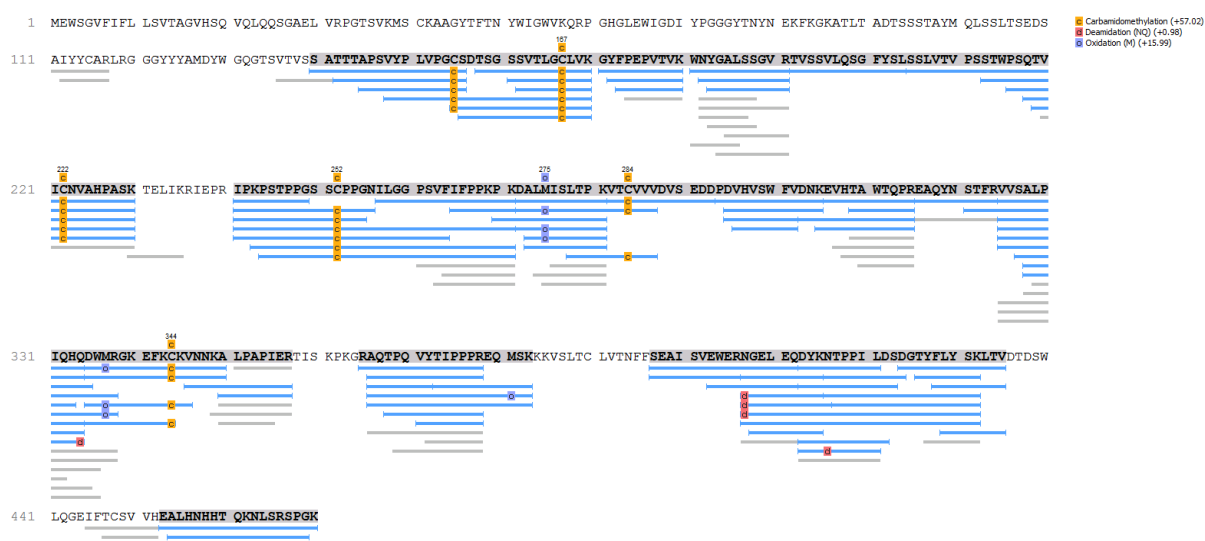 1 MEWSGVFIFL LSVTAGVHSQ VQLQQSGAEL VRPGTSVKMS CKAAGYTFTN YWIGWVKQRP GHGLEWIGDI YPGGGYTNYN EKFKGKATLT ADTSSSTAYM QLSSLTSEDS
c Carbamidomethylation (+57.02)
d Deamidation (NQ) (+0.98)
o Oxidation (M) (+15.99)
c
167
111 AIYYCARLRG GGYYYAMDYW GQGTSVTVSS ATTTAPSVYP LVPGCSDTSG SSVTLGCLVK GYFPEPVTVK WNYGALSSGV RTVSSVLQSG FYSLSSLVTV PSSTWPSQTV
c c
c c
c c
c c
c c
c
c c o c
222 252 275 284
221 ICNVAHPASK TELIKRIEPR IPKPSTPPGS SCPPGNILGG PSVFIFPPKP KDALMISLTP KVTCVVVDVS EDDPDVHVSW FVDNKEVHTA WTQPREAQYN STFRVVSALP
c c
c c o c
c c
c c o
c c o
c
c c
c
344
331 IQHQDWMRGK EFKCKVNNKA LPAPIERTIS KPKGRAQTPQ VYTIPPPREQ MSKKKVSLTC LVTNFFSEAI SVEWERNGEL EQDYKNTPPI LDSDGTYFLY SKLTVDTDSW
o c
c
o d
o c d
o d
c
d
d
441 LQGEIFTCSV VHEALHNHHT QKNLSRSPGK